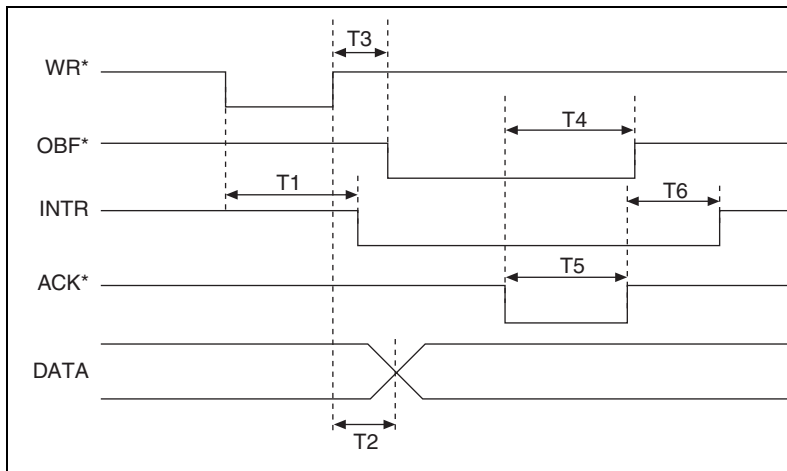 T3
WR*
T4
OBF*
T1
T6
INTR
T5
ACK*
DATA
T2